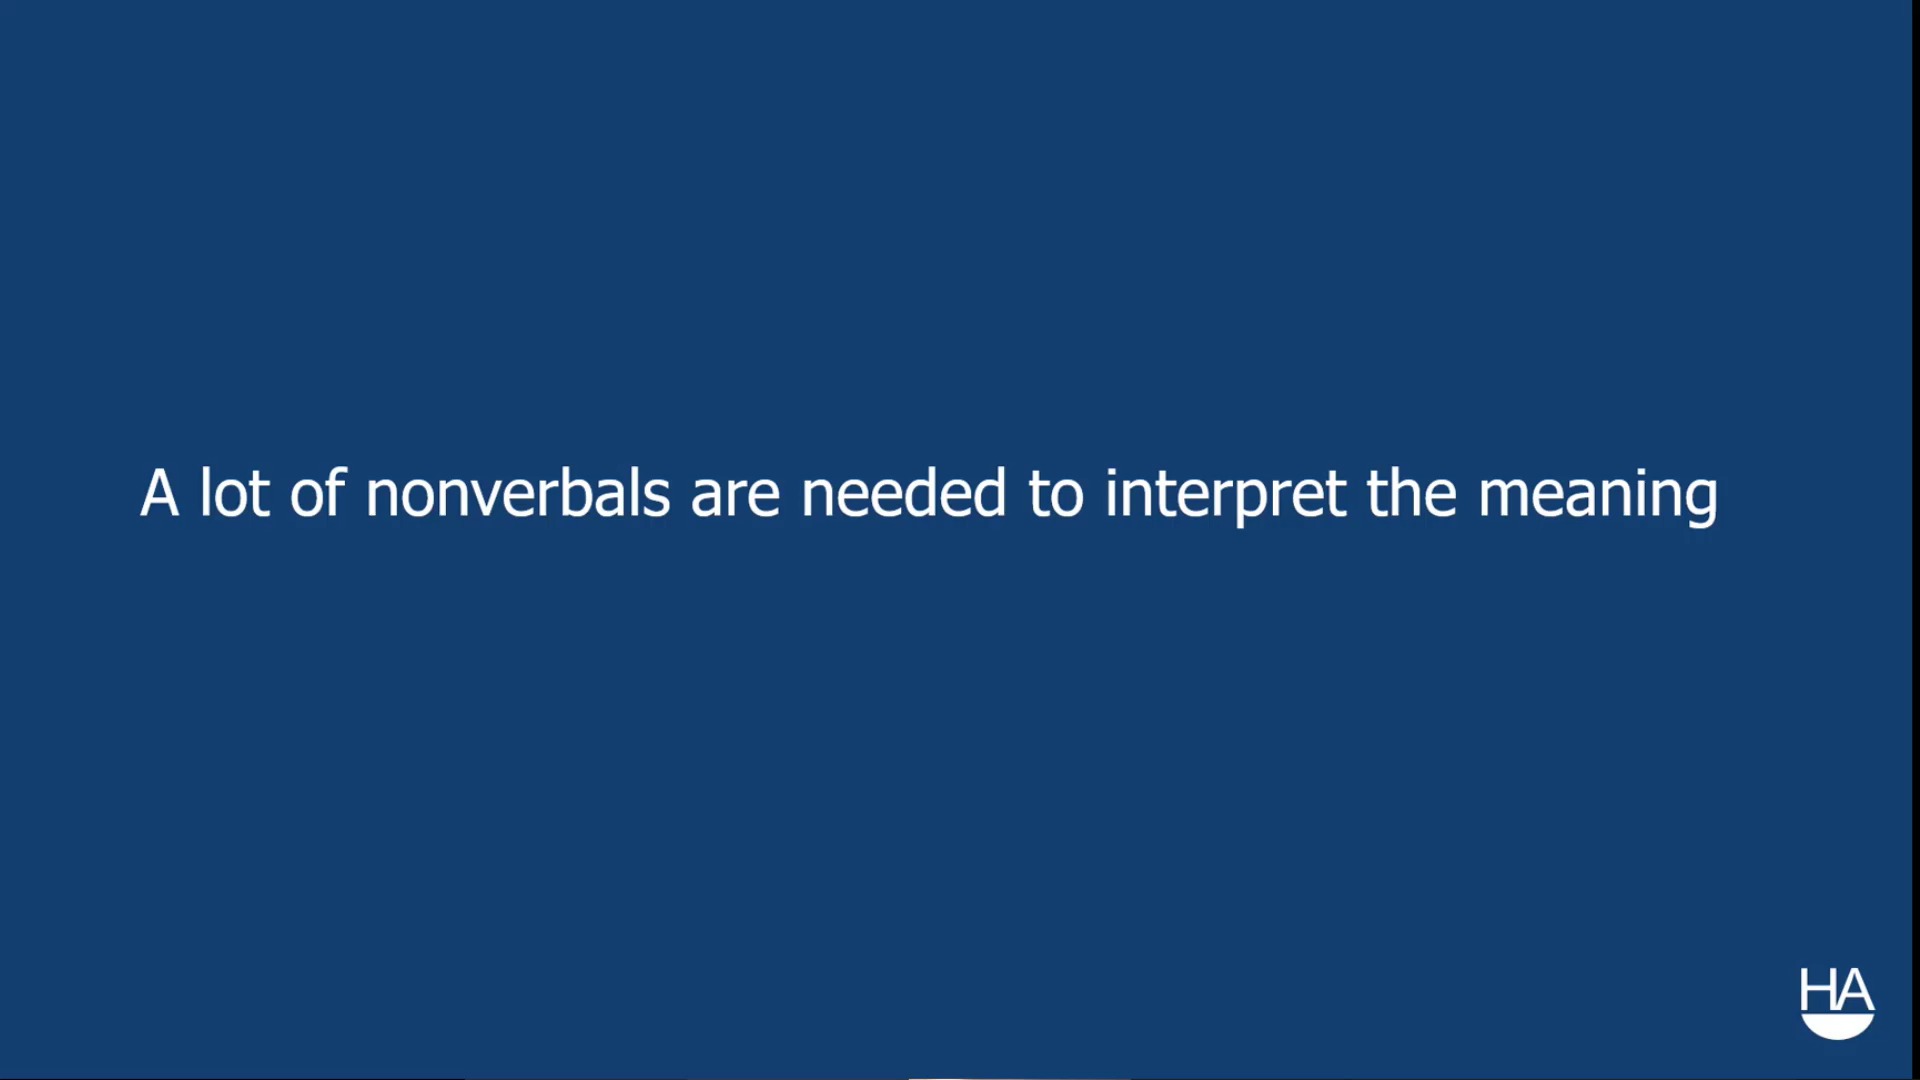 A lot of nonverbals are needed to interpret the meaning
HA